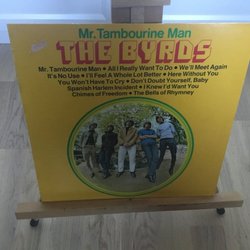 Mr. Tambourine Man
THE BYRDS
Mr. Tambourine Man • All I Really Want To Do • We'll Meet Again
It's No Use • I'll Feel A Whole Lot Better • Here Without You
You Won't Have To Cry • Don't Doubt Yourself, Baby
Spanish Harlem Incident • I Knew I'd Want You
Chimes of Freedom • The Bells of Rhymney